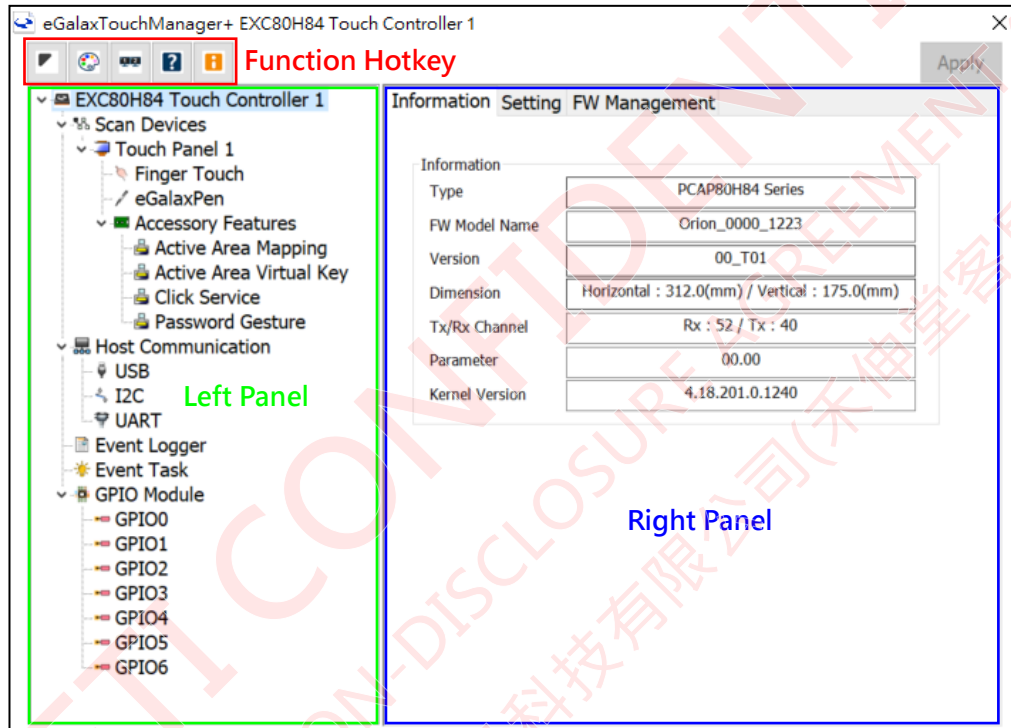 eGalaxTouchManager+ EXC80H84 Touch Controller 1
Function Hotkey
Apply
EXC80H84 Touch Controller 1
Scan Devices
Touch Panel 1
Finger Touch
eGalaxPen
Accessory Features
Active Area Mapping
Active Area Virtual Key
Click Service
Password Gesture
Host Communication
USB
I2C
UART
Left Panel
Event Logger
Event Task
GPIO Module
GPIO0
GPIO1
GPIO2
GPIO3
GPIO4
GPIO5
GPIO6
Information Setting FW Management
Information
Type PCAP80H84 Series
FW Model Name Orion_0000_1223
Version 00_T01
Dimension Horizontal : 312.0(mm) / Vertical : 175.0(mm)
Tx/Rx Channel Rx : 52 / Tx : 40
Parameter 00.00
Kernel Version 4.18.201.0.1240
Right Panel
ETI CONFIDENTI
ON-DISCLOSURE AGREEMENT
科技有限公司(禾伸堂客